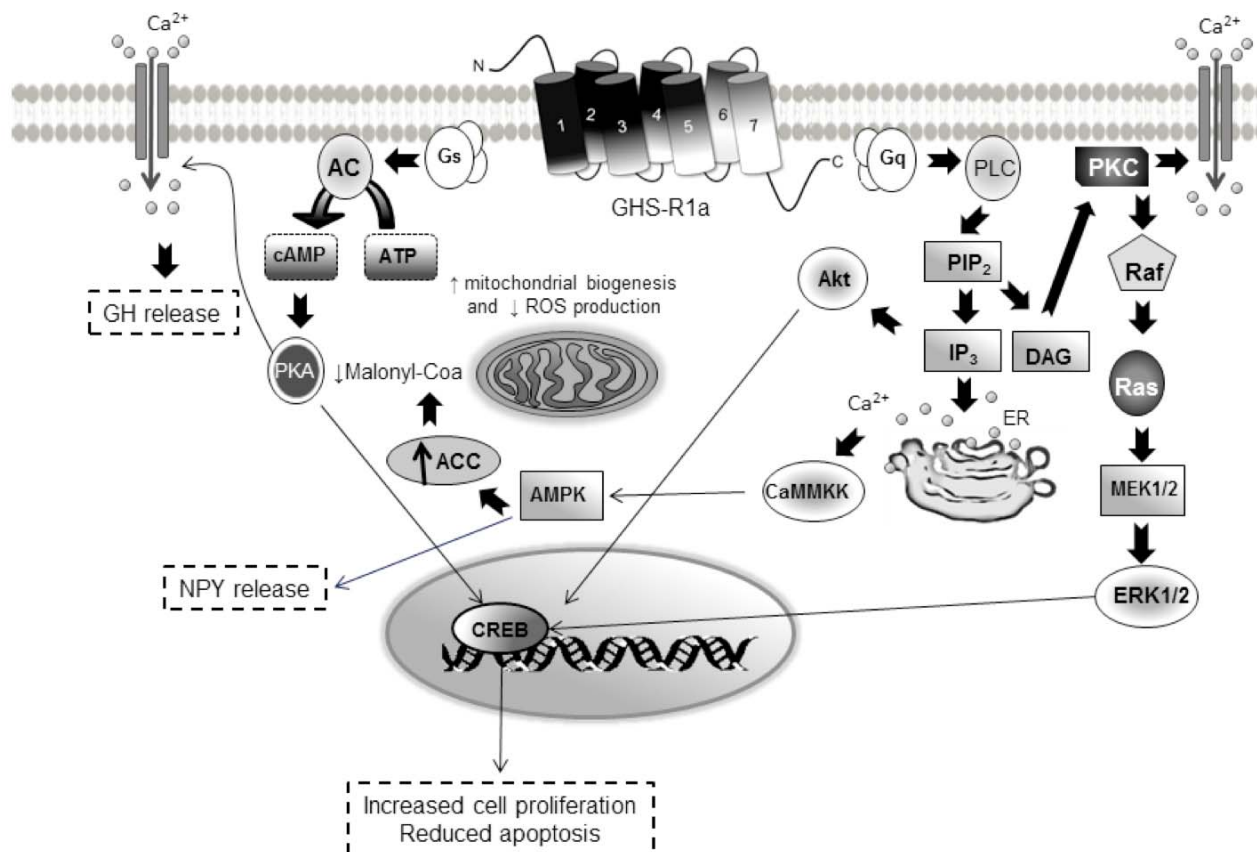 Ca²⁺
Ca²⁺
N
1
2
3
4
5
6
7
C
GHS-R1a
Gs
AC
cAMP
ATP
GH release
PKA
Gq
PLC
PKC
PIP₂
Raf
Akt
↑ mitochondrial biogenesis
and ↓ ROS production
IP₃
DAG
Ras
↓Malonyl-Coa
Ca²⁺
ER
ACC
AMPK
CaMMKK
MEK1/2
NPY release
ERK1/2
CREB
Increased cell proliferation
Reduced apoptosis